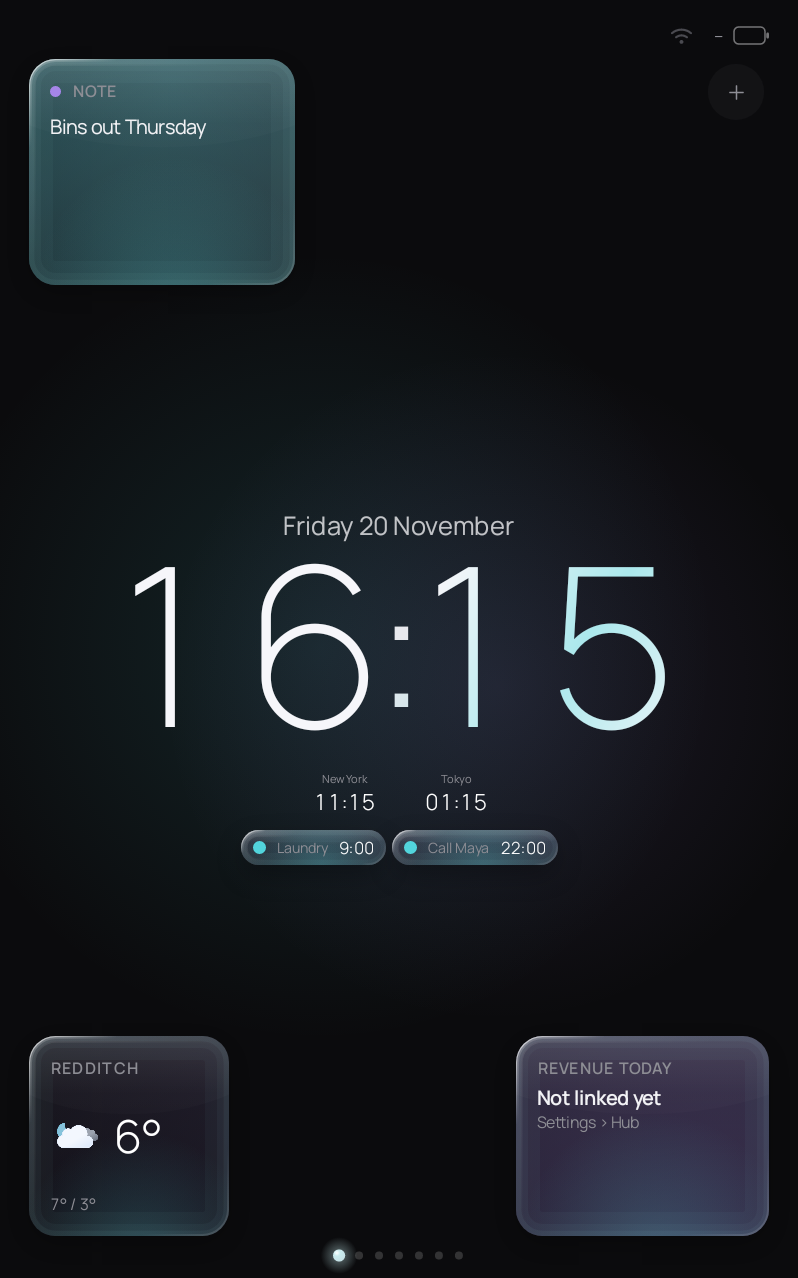 –
NOTE
+
Bins out Thursday
Friday 20 November
16:15
New York
Tokyo
11:15
01:15
Laundry 9:00
Call Maya 22:00
REDDITCH
6°
7° / 3°
REVENUE TODAY
Not linked yet
Settings › Hub